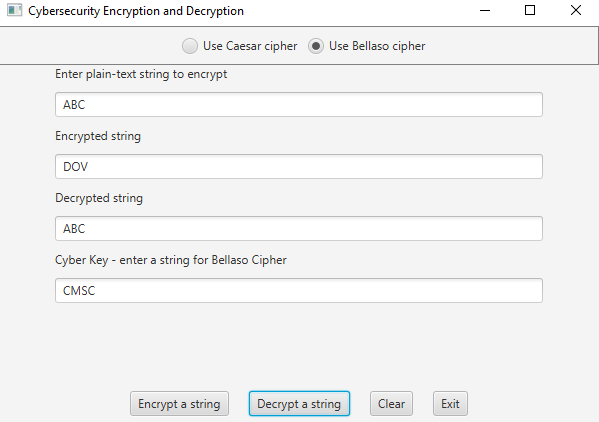 Cybersecurity Encryption and Decryption
Use Caesar cipher Use Bellaso cipher
Enter plain-text string to encrypt
ABC
Encrypted string
DOV
Decrypted string
ABC
Cyber Key - enter a string for Bellaso Cipher
CMSC
Encrypt a string Decrypt a string Clear Exit